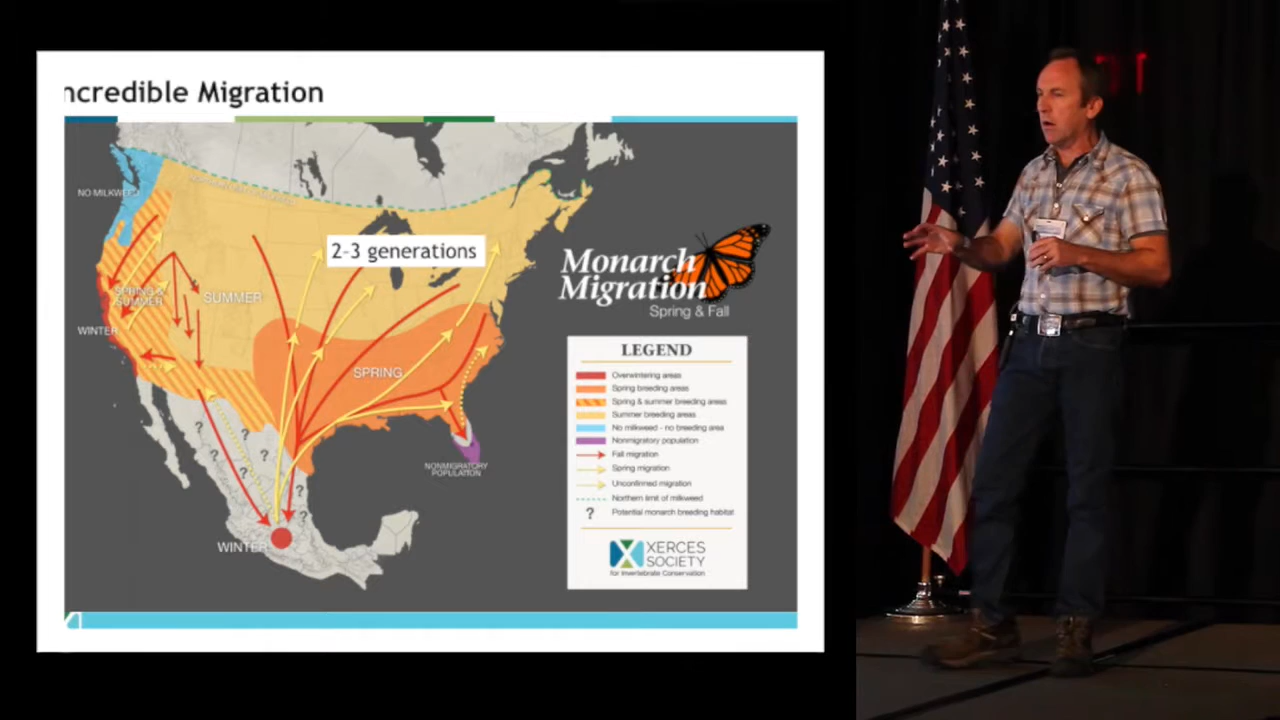 ncredible Migration
NO MILKWEED
SPRING &
SUMMER
SUMMER
WINTER
2-3 generations
SPRING
NONMIGRATORY
POPULATION
WINTER
?
?
?
?
?
?
?
Monarch
Migration
Spring & Fall
LEGEND
Overwintering areas
Spring breeding areas
Spring & summer breeding areas
Summer breeding areas
No milkweed - no breeding area
Nonmigratory population
Fall migration
Spring migration
Unconfirmed migration
Northern limit of milkweed
? Potential monarch breeding habitat
XERCES
SOCIETY
for Invertebrate Conservation